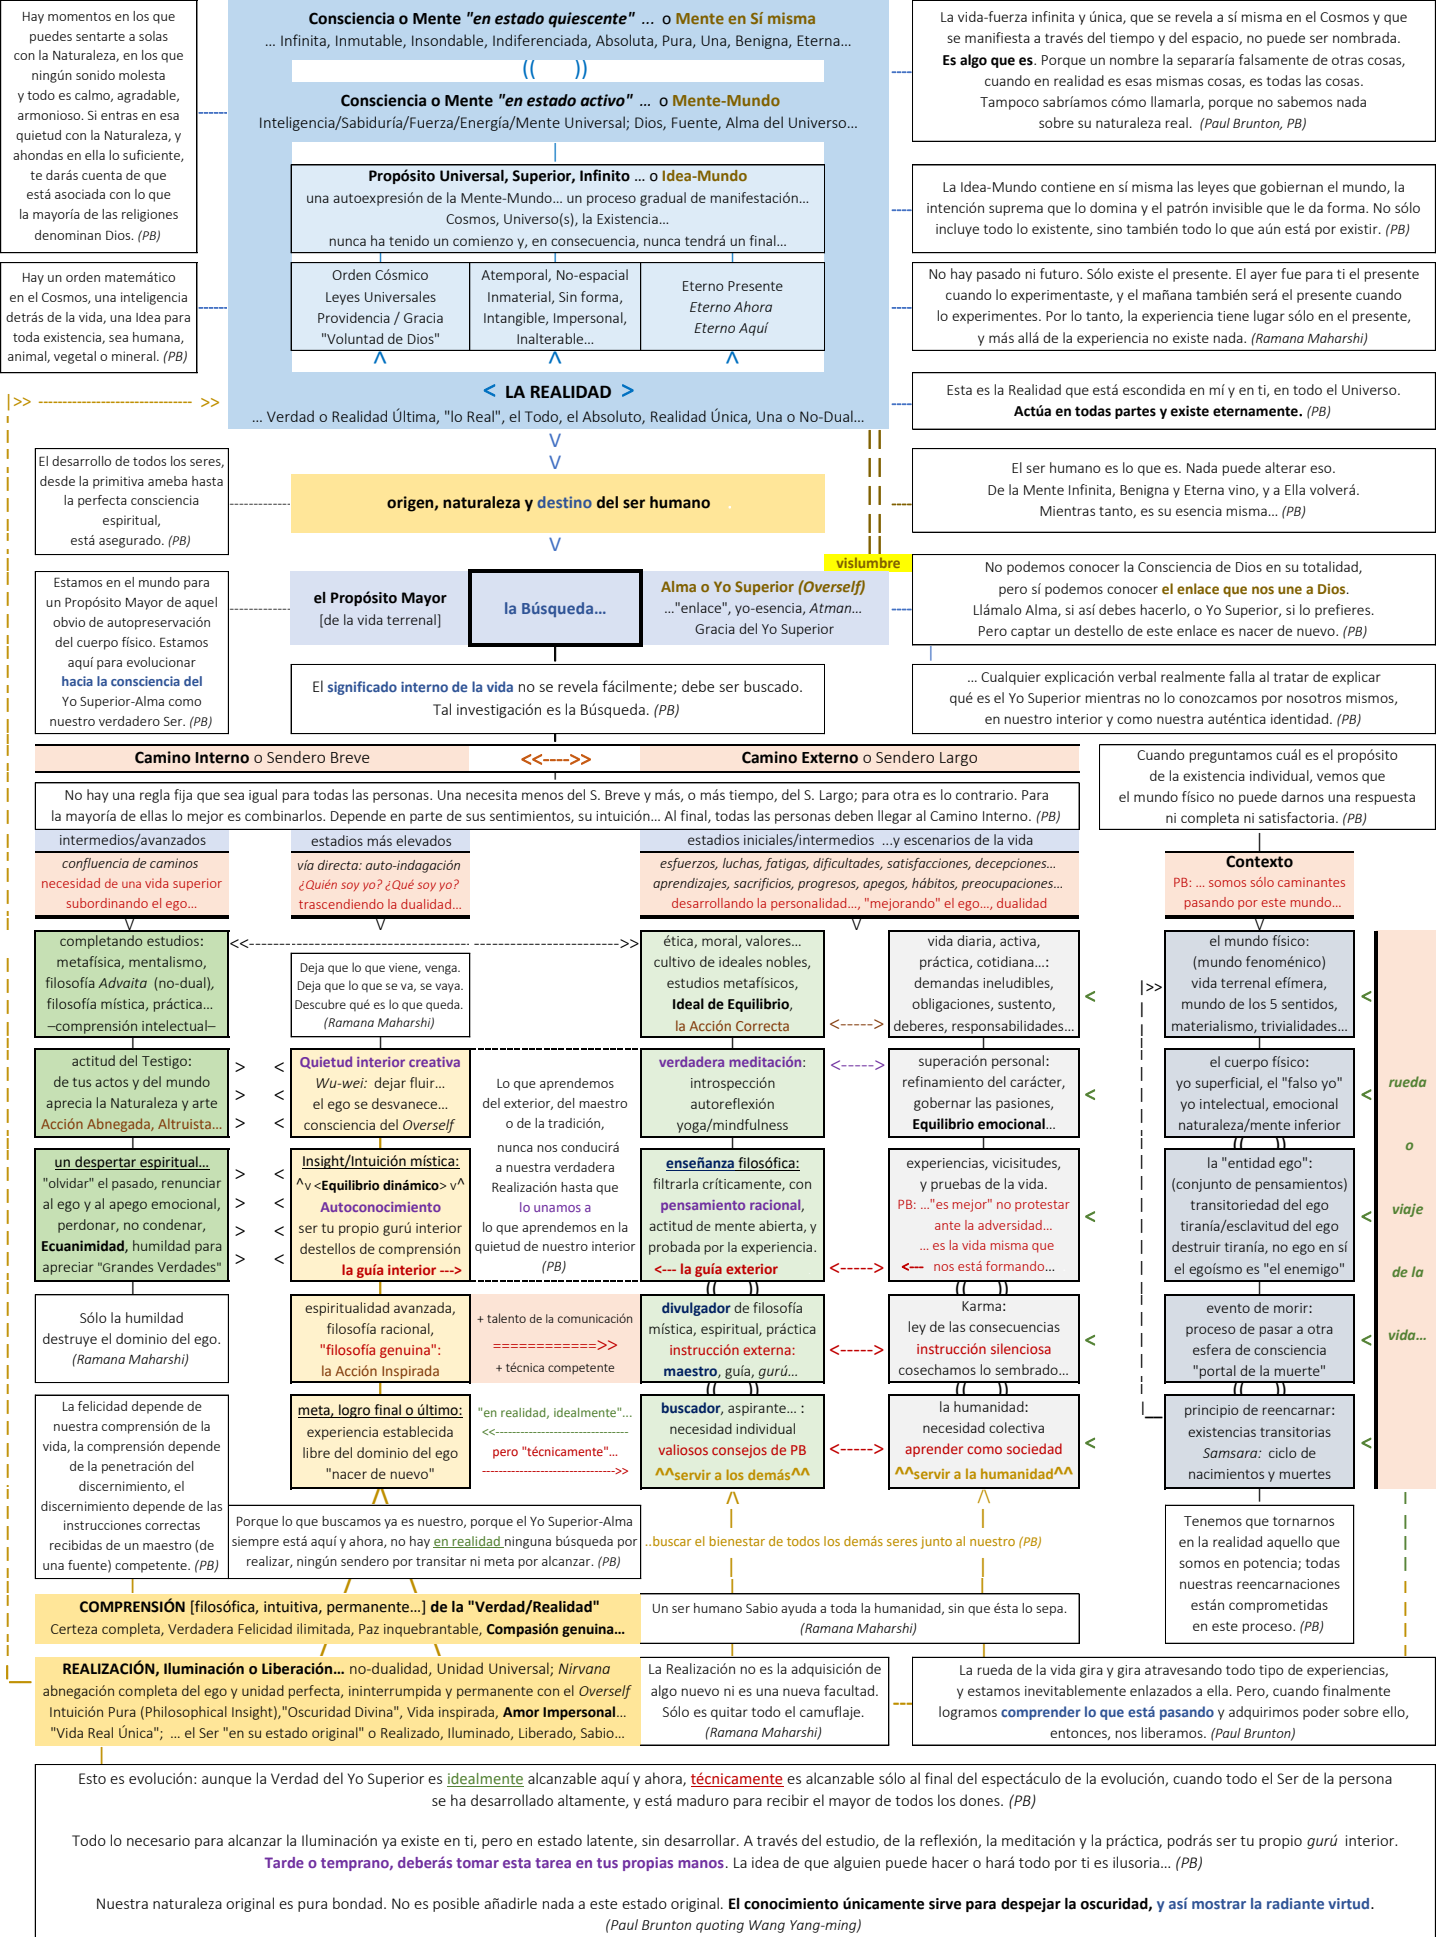 Hay momentos en los que
puedes sentarte a solas
con la Naturaleza, en los que
ningún sonido molesta
y todo es calmo, agradable,
armonioso. Si entras en esa
quietud con la Naturaleza, y
ahondas en ella lo suficiente,
te darás cuenta de que
está asociada con lo que
la mayoría de las religiones
denominan Dios. (PB)
Consciencia o Mente "en estado quiescente" ... o Mente en Sí misma
... Infinita, Inmutable, Insondable, Indiferenciada, Absoluta, Pura, Una, Benigna, Eterna...
(( ))
Consciencia o Mente "en estado activo" ... o Mente-Mundo
Inteligencia/Sabiduría/Fuerza/Energía/Mente Universal; Dios, Fuente, Alma del Universo...
La vida-fuerza infinita y única, que se revela a sí misma en el Cosmos y que
se manifiesta a través del tiempo y del espacio, no puede ser nombrada.
Es algo que es. Porque un nombre la separaría falsamente de otras cosas,
cuando en realidad es esas mismas cosas, es todas las cosas.
Tampoco sabríamos cómo llamarla, porque no sabemos nada
sobre su naturaleza real. (Paul Brunton, PB)
Propósito Universal, Superior, Infinito ... o Idea-Mundo
una autoexpresión de la Mente-Mundo... un proceso gradual de manifestación...
Cosmos, Universo(s), la Existencia...
nunca ha tenido un comienzo y, en consecuencia, nunca tendrá un final...
La Idea-Mundo contiene en sí misma las leyes que gobiernan el mundo, la
intención suprema que lo domina y el patrón invisible que le da forma. No sólo
incluye todo lo existente, sino también todo lo que aún está por existir. (PB)
Hay un orden matemático
en el Cosmos, una inteligencia
detrás de la vida, una Idea para
toda existencia, sea humana,
animal, vegetal o mineral. (PB)
Orden Cósmico
Leyes Universales
Providencia / Gracia
"Voluntad de Dios"
Atemporal, No-espacial
Inmaterial, Sin forma,
Intangible, Impersonal,
Inalterable...
Eterno Presente
Eterno Ahora
Eterno Aquí
No hay pasado ni futuro. Sólo existe el presente. El ayer fue para ti el presente
cuando lo experimentaste, y el mañana también será el presente cuando
lo experimentes. Por lo tanto, la experiencia tiene lugar sólo en el presente,
y más allá de la experiencia no existe nada. (Ramana Maharshi)
|>> ------------------------------- >>
< LA REALIDAD >
... Verdad o Realidad Última, "lo Real", el Todo, el Absoluto, Realidad Única, Una o No-Dual...
Esta es la Realidad que está escondida en mí y en ti, en todo el Universo.
Actúa en todas partes y existe eternamente. (PB)
El desarrollo de todos los seres,
desde la primitiva ameba hasta
la perfecta consciencia
espiritual,
está asegurado. (PB)
origen, naturaleza y destino del ser humano
El ser humano es lo que es. Nada puede alterar eso.
De la Mente Infinita, Benigna y Eterna vino, y a Ella volverá.
Mientras tanto, es su esencia misma... (PB)
vislumbre
Estamos en el mundo para
un Propósito Mayor de aquel
obvio de autopreservación
del cuerpo físico. Estamos
aquí para evolucionar
hacia la consciencia del
Yo Superior-Alma como
nuestro verdadero Ser. (PB)
el Propósito Mayor
[de la vida terrenal]
la Búsqueda...
Alma o Yo Superior (Overself)
..."enlace", yo-esencia, Atman...
Gracia del Yo Superior
No podemos conocer la Consciencia de Dios en su totalidad,
pero sí podemos conocer el enlace que nos une a Dios.
Llámalo Alma, si así debes hacerlo, o Yo Superior, si lo prefieres.
Pero captar un destello de este enlace es nacer de nuevo. (PB)
El significado interno de la vida no se revela fácilmente; debe ser buscado.
Tal investigación es la Búsqueda. (PB)
... Cualquier explicación verbal realmente falla al tratar de explicar
qué es el Yo Superior mientras no lo conozcamos por nosotros mismos,
en nuestro interior y como nuestra auténtica identidad. (PB)
Camino Interno o Sendero Breve
<<---->>
Camino Externo o Sendero Largo
Cuando preguntamos cuál es el propósito
de la existencia individual, vemos que
el mundo físico no puede darnos una respuesta
ni completa ni satisfactoria. (PB)
No hay una regla fija que sea igual para todas las personas. Una necesita menos del S. Breve y más, o más tiempo, del S. Largo; para otra es lo contrario. Para
la mayoría de ellas lo mejor es combinarlos. Depende en parte de sus sentimientos, su intuición... Al final, todas las personas deben llegar al Camino Interno. (PB)
intermedios/avanzados
confluencia de caminos
necesidad de una vida superior
subordinando el ego...
estadios más elevados
vía directa: auto-indagación
¿Quién soy yo? ¿Qué soy yo?
trascendiendo la dualidad...
estadios iniciales/intermedios ...y escenarios de la vida
esfuerzos, luchas, fatigas, dificultades, satisfacciones, decepciones...
aprendizajes, sacrificios, progresos, apegos, hábitos, preocupaciones...
desarrollando la personalidad..., "mejorando" el ego..., dualidad
Contexto
PB: ... somos sólo caminantes
pasando por este mundo...
completando estudios:
metafísica, mentalismo,
filosofía Advaita (no-dual),
filosofía mística, práctica...
–comprensión intelectual–
Deja que lo que viene, venga.
Deja que lo que se va, se vaya.
Descubre qué es lo que queda.
(Ramana Maharshi)
ética, moral, valores...
cultivo de ideales nobles,
estudios metafísicos,
Ideal de Equilibrio,
la Acción Correcta
vida diaria, activa,
práctica, cotidiana...:
demandas ineludibles,
obligaciones, sustento,
deberes, responsabilidades...
el mundo físico:
(mundo fenoménico)
vida terrenal efímera,
mundo de los 5 sentidos,
materialismo, trivialidades...
actitud del Testigo:
de tus actos y del mundo
aprecia la Naturaleza y arte
Acción Abnegada, Altruista...
Quietud interior creativa
Wu-wei: dejar fluir...
el ego se desvanece...
consciencia del Overself
Lo que aprendemos
del exterior, del maestro
o de la tradición,
nunca nos conducirá
a nuestra verdadera
Realización hasta que
lo unamos a
lo que aprendemos en la
quietud de nuestro interior
(PB)
verdadera meditación:
introspección
autoreflexión
yoga/mindfulness
superación personal:
refinamiento del carácter,
gobernar las pasiones,
Equilibrio emocional...
el cuerpo físico:
yo superficial, el "falso yo"
yo intelectual, emocional
naturaleza/mente inferior
rueda
o
viaje
de la
vida...
un despertar espiritual...
"olvidar" el pasado, renunciar
al ego y al apego emocional,
perdonar, no condenar,
Ecuanimidad, humildad para
apreciar "Grandes Verdades"
Insight/Intuición mística:
^v <Equilibrio dinámico> v^
Autoconocimiento
ser tu propio gurú interior
destellos de comprensión
la guía interior --->
enseñanza filosófica:
filtrarla críticamente, con
pensamiento racional,
actitud de mente abierta, y
probada por la experiencia.
<--- la guía exterior
experiencias, vicisitudes,
y pruebas de la vida.
PB: ..."es mejor" no protestar
ante la adversidad...
... es la vida misma que
<--- nos está formando...
la "entidad ego":
(conjunto de pensamientos)
transitoriedad del ego
tiranía/esclavitud del ego
destruir tiranía, no ego en sí
el egoísmo es "el enemigo"
Sólo la humildad
destruye el dominio del ego.
(Ramana Maharshi)
espiritualidad avanzada,
filosofía racional,
"filosofía genuina":
la Acción Inspirada
+ talento de la comunicación
============>>
+ técnica competente
divulgador de filosofía
mística, espiritual, práctica
instrucción externa:
maestro, guía, gurú...
Karma:
ley de las consecuencias
instrucción silenciosa
cosechamos lo sembrado...
evento de morir:
proceso de pasar a otra
esfera de consciencia
"portal de la muerte"
La felicidad depende de
nuestra comprensión de la
vida, la comprensión depende
de la penetración del
discernimiento, el
discernimiento depende de las
instrucciones correctas
recibidas de un maestro (de
una fuente) competente. (PB)
meta, logro final o último:
experiencia establecida
libre del dominio del ego
"nacer de nuevo"
"en realidad, idealmente"...
<<--------------------------------
pero "técnicamente"...
-------------------------------->>
buscador, aspirante... :
necesidad individual
valiosos consejos de PB
^^servir a los demás^^
la humanidad:
necesidad colectiva
aprender como sociedad
^^servir a la humanidad^^
principio de reencarnar:
existencias transitorias
Samsara: ciclo de
nacimientos y muertes
Porque lo que buscamos ya es nuestro, porque el Yo Superior-Alma
siempre está aquí y ahora, no hay en realidad ninguna búsqueda por
realizar, ningún sendero por transitar ni meta por alcanzar. (PB)
..buscar el bienestar de todos los demás seres junto al nuestro (PB)
Tenemos que tornarnos
en la realidad aquello que
somos en potencia; todas
nuestras reencarnaciones
están comprometidas
en este proceso. (PB)
COMPRENSIÓN [filosófica, intuitiva, permanente...] de la "Verdad/Realidad"
Certeza completa, Verdadera Felicidad ilimitada, Paz inquebrantable, Compasión genuina...
Un ser humano Sabio ayuda a toda la humanidad, sin que ésta lo sepa.
(Ramana Maharshi)
REALIZACIÓN, Iluminación o Liberación... no-dualidad, Unidad Universal; Nirvana
abnegación completa del ego y unidad perfecta, ininterrumpida y permanente con el Overself
Intuición Pura (Philosophical Insight),"Oscuridad Divina", Vida inspirada, Amor Impersonal...
"Vida Real Única"; ... el Ser "en su estado original" o Realizado, Iluminado, Liberado, Sabio...
La Realización no es la adquisición de
algo nuevo ni es una nueva facultad.
Sólo es quitar todo el camuflaje.
(Ramana Maharshi)
La rueda de la vida gira y gira atravesando todo tipo de experiencias,
y estamos inevitablemente enlazados a ella. Pero, cuando finalmente
logramos comprender lo que está pasando y adquirimos poder sobre ello,
entonces, nos liberamos. (Paul Brunton)
Esto es evolución: aunque la Verdad del Yo Superior es idealmente alcanzable aquí y ahora, técnicamente es alcanzable sólo al final del espectáculo de la evolución, cuando todo el Ser de la persona
se ha desarrollado altamente, y está maduro para recibir el mayor de todos los dones. (PB)
Todo lo necesario para alcanzar la Iluminación ya existe en ti, pero en estado latente, sin desarrollar. A través del estudio, de la reflexión, la meditación y la práctica, podrás ser tu propio gurú interior.
Tarde o temprano, deberás tomar esta tarea en tus propias manos. La idea de que alguien puede hacer o hará todo por ti es ilusoria... (PB)
Nuestra naturaleza original es pura bondad. No es posible añadirle nada a este estado original. El conocimiento únicamente sirve para despejar la oscuridad, y así mostrar la radiante virtud.
(Paul Brunton quoting Wang Yang-ming)